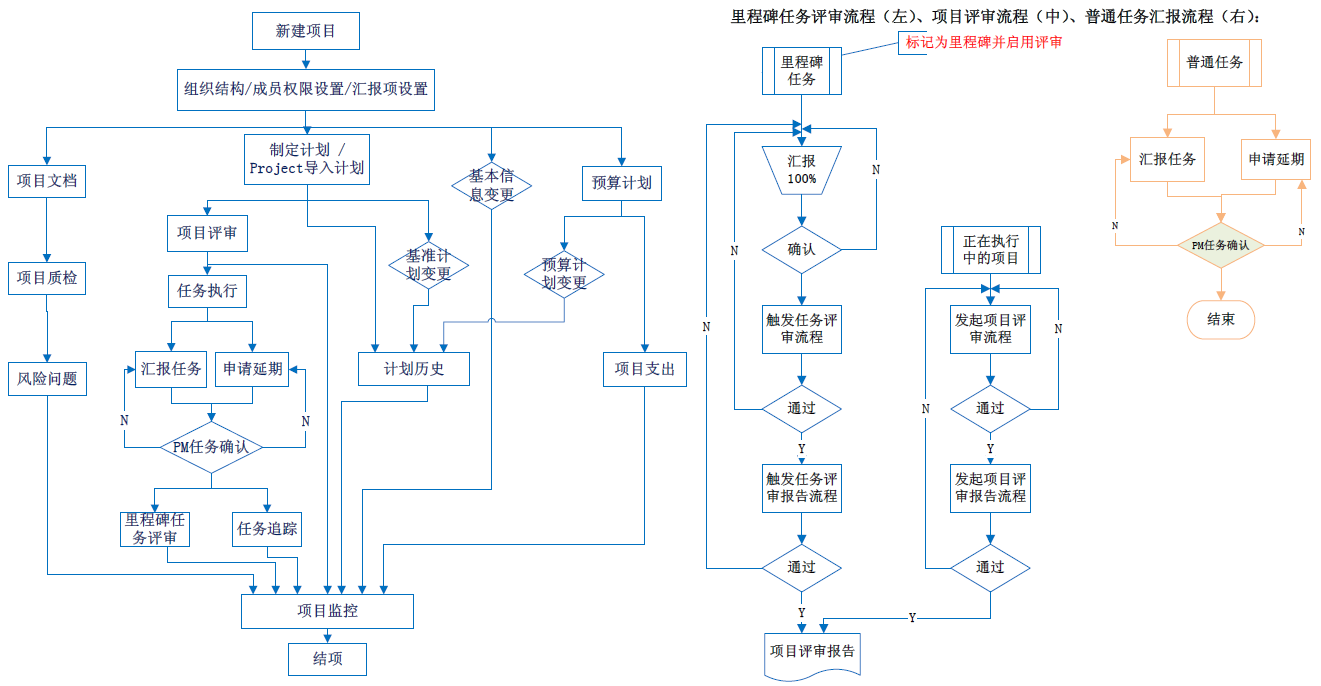 新建项目
组织结构/成员权限设置/汇报项设置
制定计划 /
Project导入计划
项目文档
基本信
息变更
预算计划
项目评审
基准计
划变更
预算计
划变更
项目质检
任务执行
汇报任务
申请延期
计划历史
项目支出
风险问题
N
N
PM任务确认
里程碑任
务评审
任务追踪
项目监控
结项
里程碑任务评审流程（左）、项目评审流程（中）、普通任务汇报流程（右）：
标记为里程碑并启用评审
里程碑
任务
汇报
100%
N
确认
N
N
触发任务评
审流程
通过
Y
触发任务评
审报告流程
通过
Y
项目评审报告
正在执行
中的项目
发起项目评
审流程
N
通过
N
Y
发起项目评
审报告流程
通过
Y
普通任务
汇报任务
申请延期
N
N
PM任务确认
结束